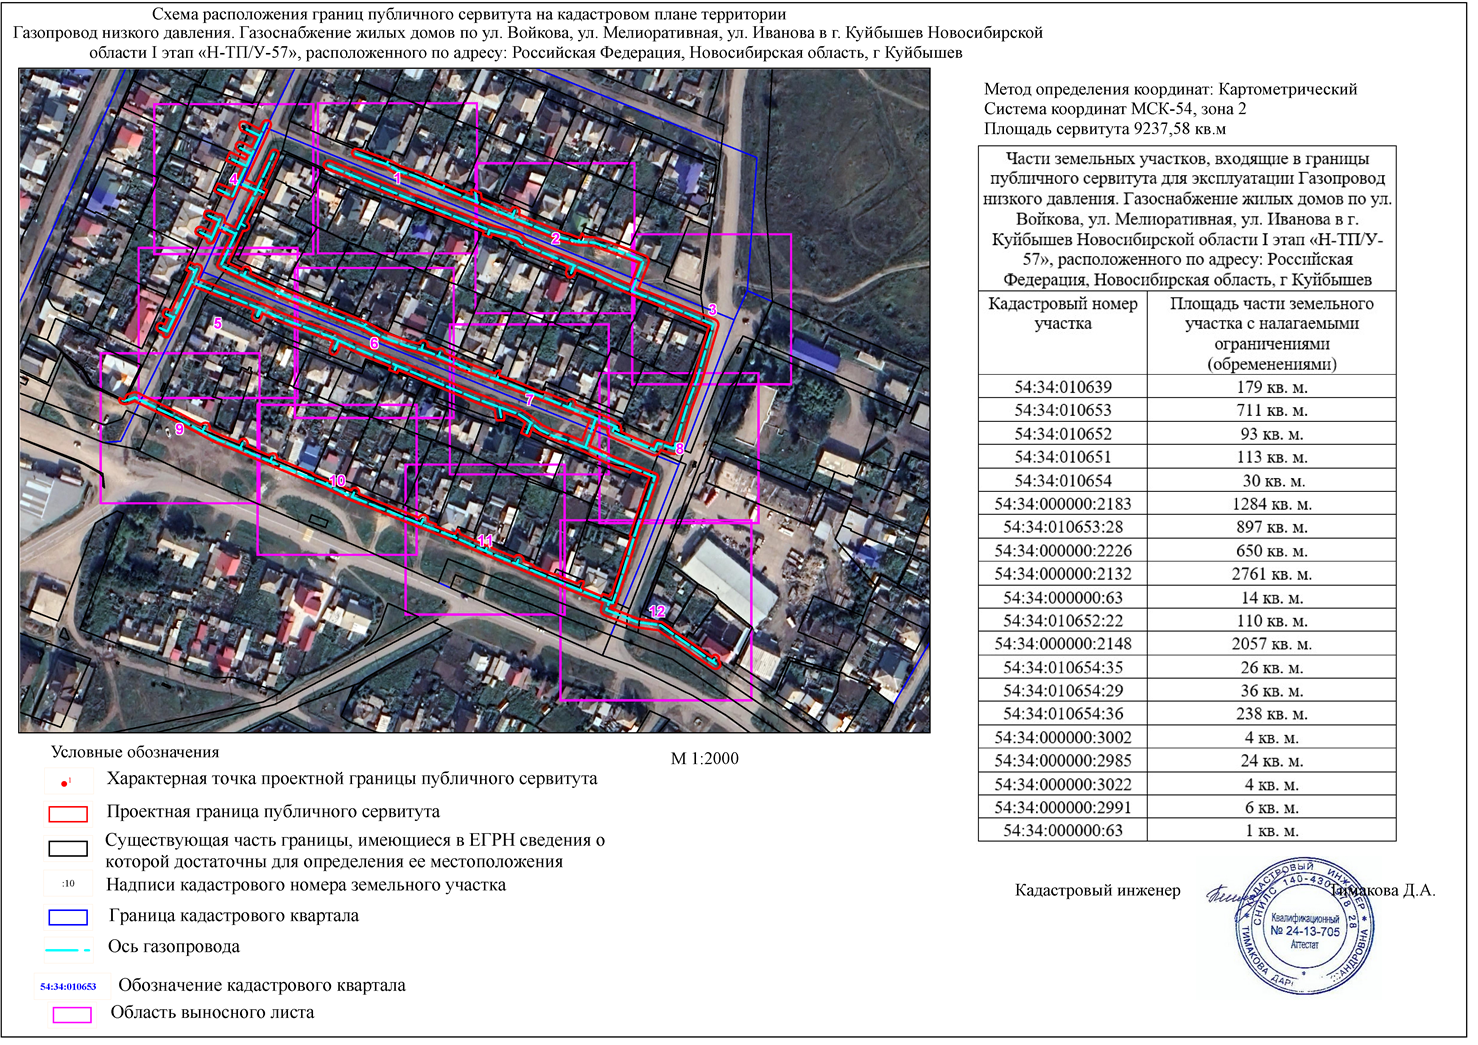 Схема расположения границ публичного сервитута на кадастровом плане территории
Газопровод низкого давления. Газоснабжение жилых домов по ул. Войкова, ул. Мелиоративная, ул. Иванова в г. Куйбышев Новосибирской
области I этап «Н-ТП/У-57», расположенного по адресу: Российская Федерация, Новосибирская область, г Куйбышев
Метод определения координат: Картометрический
Система координат МСК-54, зона 2
Площадь сервитута 9237,58 кв.м
Части земельных участков, входящие в границы
публичного сервитута для эксплуатации Газопровод
низкого давления. Газоснабжение жилых домов по ул.
Войкова, ул. Мелиоративная, ул. Иванова в г.
Куйбышев Новосибирской области I этап «Н-ТП/У-
57», расположенного по адресу: Российская
Федерация, Новосибирская область, г Куйбышев
Кадастровый номер участка
Площадь части земельного участка с налагаемыми ограничениями (обременениями)
54:34:010639 179 кв. м.
54:34:010653 711 кв. м.
54:34:010652 93 кв. м.
54:34:010651 113 кв. м.
54:34:010654 30 кв. м.
54:34:000000:2183 1284 кв. м.
54:34:010653:28 897 кв. м.
54:34:000000:2226 650 кв. м.
54:34:000000:2132 2761 кв. м.
54:34:000000:63 14 кв. м.
54:34:010652:22 110 кв. м.
54:34:000000:2148 2057 кв. м.
54:34:010654:35 26 кв. м.
54:34:010654:29 36 кв. м.
54:34:010654:36 238 кв. м.
54:34:000000:3002 4 кв. м.
54:34:000000:2985 24 кв. м.
54:34:000000:3022 4 кв. м.
54:34:000000:2991 6 кв. м.
54:34:000000:63 1 кв. м.
1
2
3
4
5
6
7
8
9
10
11
12
Условные обозначения
М 1:2000
1
Характерная точка проектной границы публичного сервитута
Проектная граница публичного сервитута
Существующая часть границы, имеющиеся в ЕГРН сведения о
которой достаточны для определения ее местоположения
:10
Надписи кадастрового номера земельного участка
Граница кадастрового квартала
Ось газопровода
54:34:010653
Обозначение кадастрового квартала
Область выносного листа
Кадастровый инженер
Тимакова Д.А.
КАДАСТРОВЫЙ ИНЖЕНЕР
СНИЛС 140-430
78 28
Квалификационный
№ 24-13-705
Аттестат
ТИМАКОВА